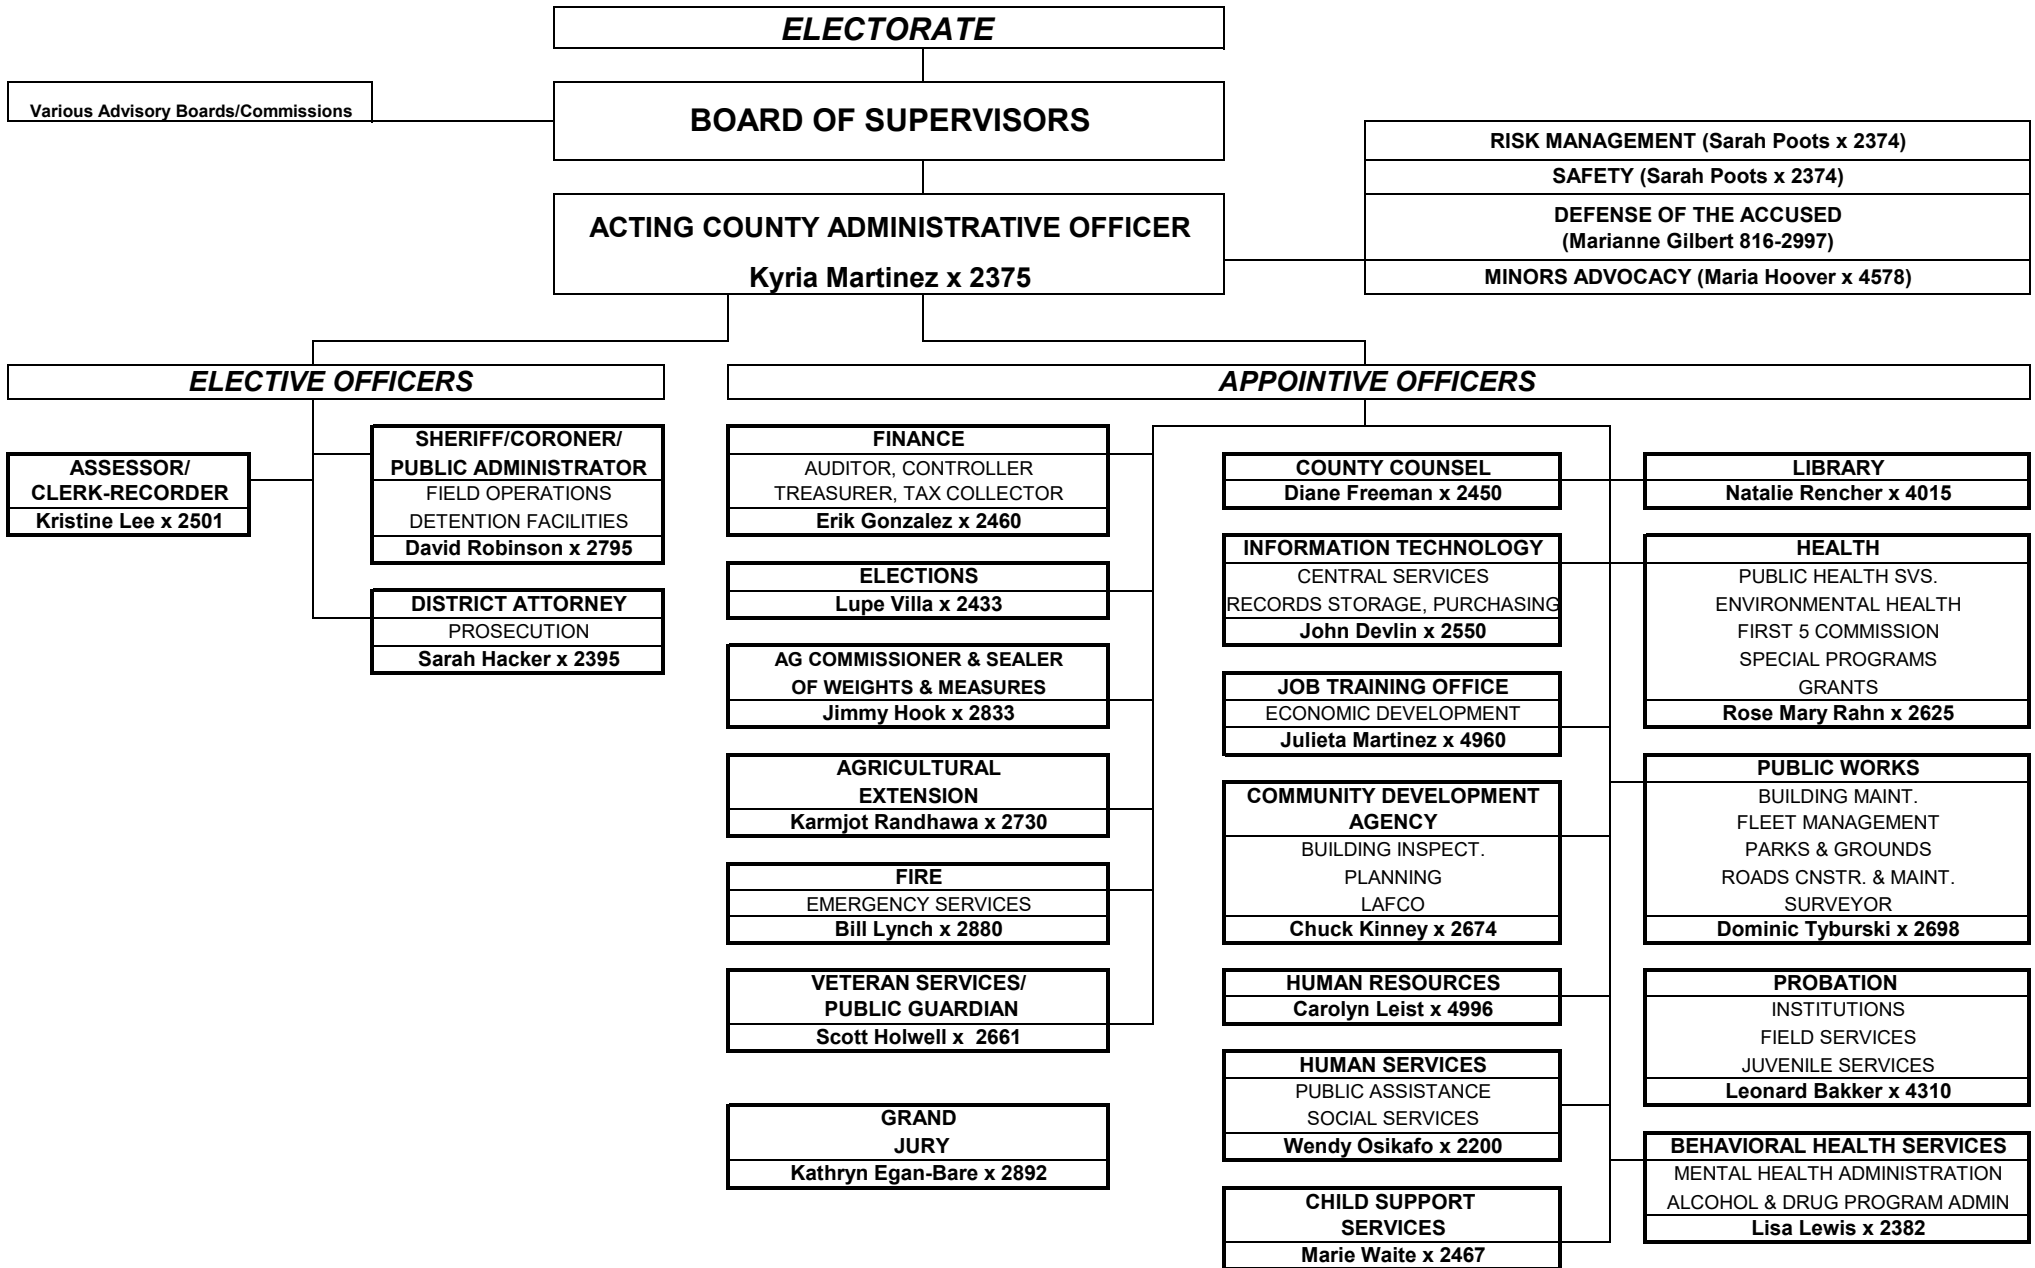 ELECTORATE
Various Advisory Boards/Commissions
BOARD OF SUPERVISORS
ACTING COUNTY ADMINISTRATIVE OFFICER
Kyria Martinez x 2375
RISK MANAGEMENT (Sarah Poots x 2374)
SAFETY (Sarah Poots x 2374)
DEFENSE OF THE ACCUSED
(Marianne Gilbert 816-2997)
MINORS ADVOCACY (Maria Hoover x 4578)
ELECTIVE OFFICERS
ASSESSOR/
CLERK-RECORDER
Kristine Lee x 2501
SHERIFF/CORONER/
PUBLIC ADMINISTRATOR
FIELD OPERATIONS
DETENTION FACILITIES
David Robinson x 2795
DISTRICT ATTORNEY
PROSECUTION
Sarah Hacker x 2395
APPOINTIVE OFFICERS
FINANCE
AUDITOR, CONTROLLER
TREASURER, TAX COLLECTOR
Erik Gonzalez x 2460
ELECTIONS
Lupe Villa x 2433
AG COMMISSIONER & SEALER
OF WEIGHTS & MEASURES
Jimmy Hook x 2833
AGRICULTURAL
EXTENSION
Karmjot Randhawa x 2730
FIRE
EMERGENCY SERVICES
Bill Lynch x 2880
VETERAN SERVICES/
PUBLIC GUARDIAN
Scott Holwell x  2661
GRAND
JURY
Kathryn Egan-Bare x 2892
COUNTY COUNSEL
Diane Freeman x 2450
INFORMATION TECHNOLOGY
CENTRAL SERVICES
RECORDS STORAGE, PURCHASING
John Devlin x 2550
JOB TRAINING OFFICE
ECONOMIC DEVELOPMENT
Julieta Martinez x 4960
COMMUNITY DEVELOPMENT
AGENCY
BUILDING INSPECT.
PLANNING
LAFCO
Chuck Kinney x 2674
HUMAN RESOURCES
Carolyn Leist x 4996
HUMAN SERVICES
PUBLIC ASSISTANCE
SOCIAL SERVICES
Wendy Osikafo x 2200
CHILD SUPPORT
SERVICES
Marie Waite x 2467
LIBRARY
Natalie Rencher x 4015
HEALTH
PUBLIC HEALTH SVS.
ENVIRONMENTAL HEALTH
FIRST 5 COMMISSION
SPECIAL PROGRAMS
GRANTS
Rose Mary Rahn x 2625
PUBLIC WORKS
BUILDING MAINT.
FLEET MANAGEMENT
PARKS & GROUNDS
ROADS CNSTR. & MAINT.
SURVEYOR
Dominic Tyburski x 2698
PROBATION
INSTITUTIONS
FIELD SERVICES
JUVENILE SERVICES
Leonard Bakker x 4310
BEHAVIORAL HEALTH SERVICES
MENTAL HEALTH ADMINISTRATION
ALCOHOL & DRUG PROGRAM ADMIN
Lisa Lewis x 2382